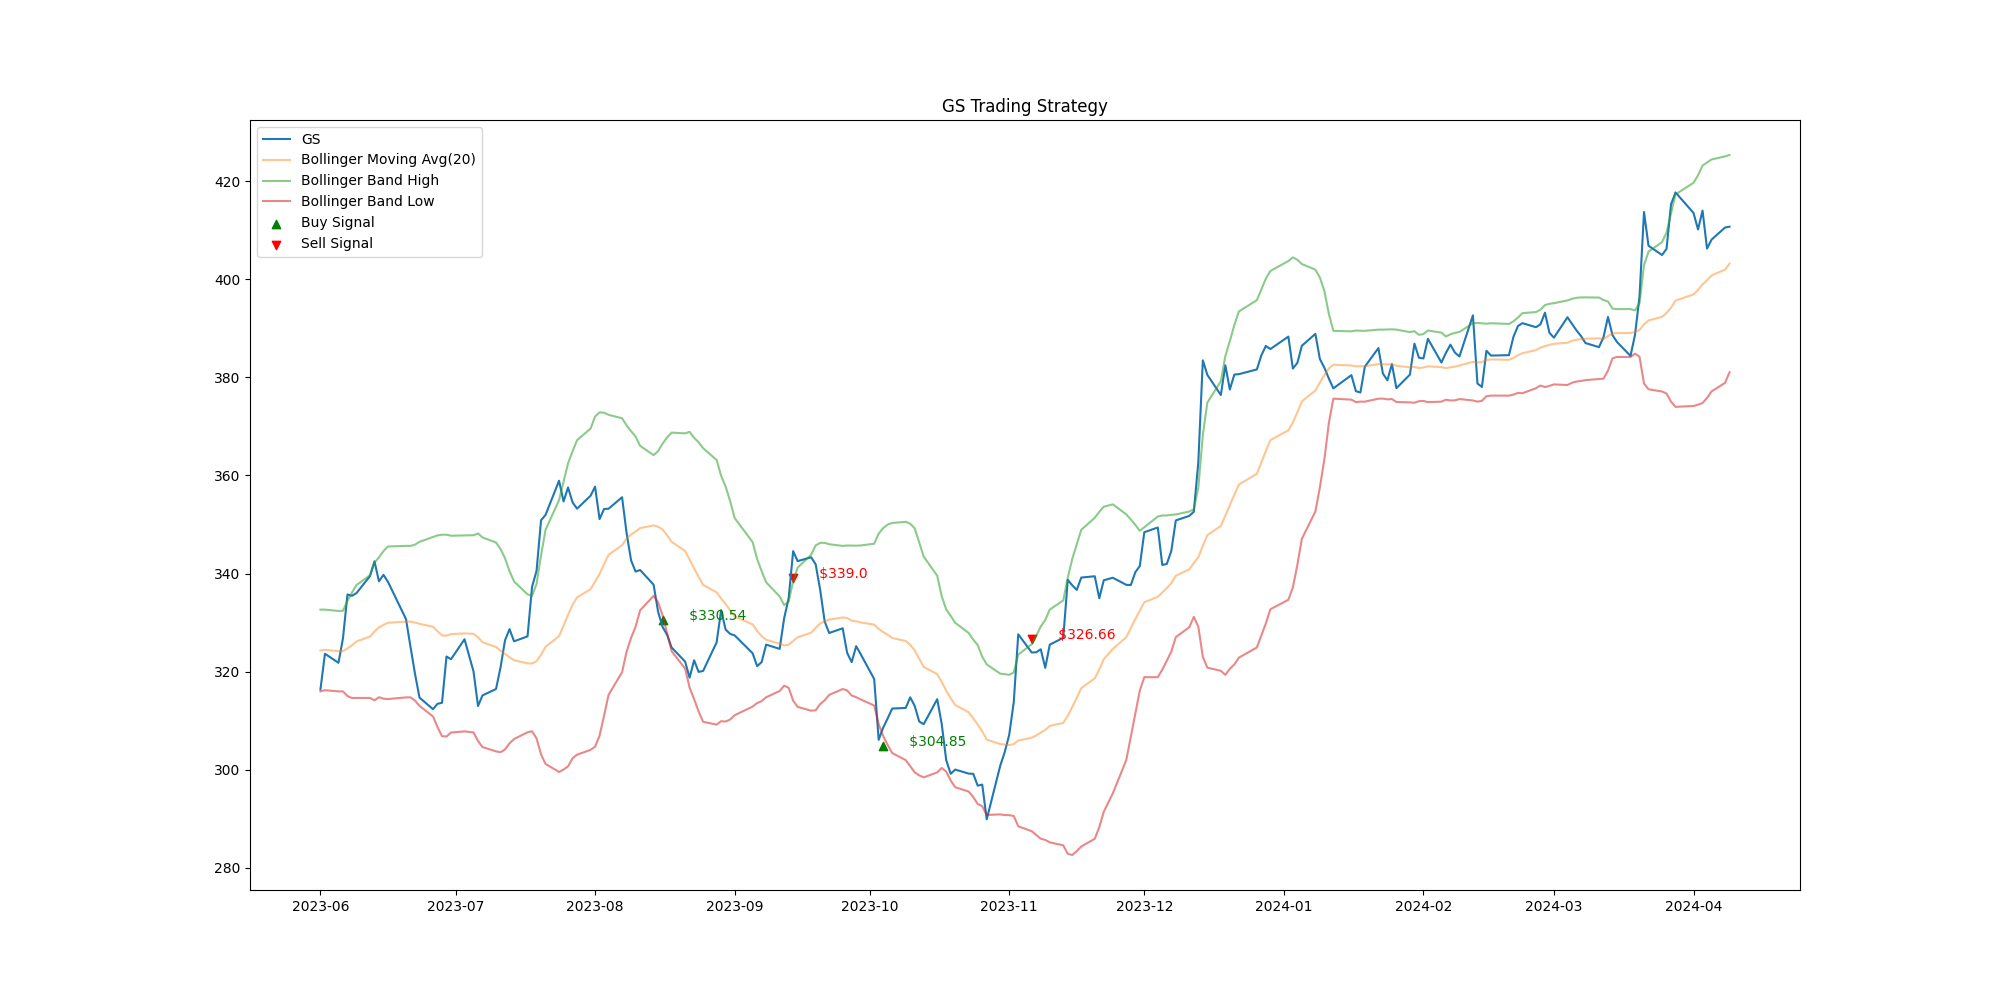 GS Trading Strategy
GS
Bollinger Moving Avg(20)
Bollinger Band High
Bollinger Band Low
Buy Signal
Sell Signal
420
400
380
360
340
320
300
280
$330.54
$339.0
$304.85
$326.66
2023-06 2023-07 2023-08 2023-09 2023-10 2023-11 2023-12 2024-01 2024-02 2024-03 2024-04